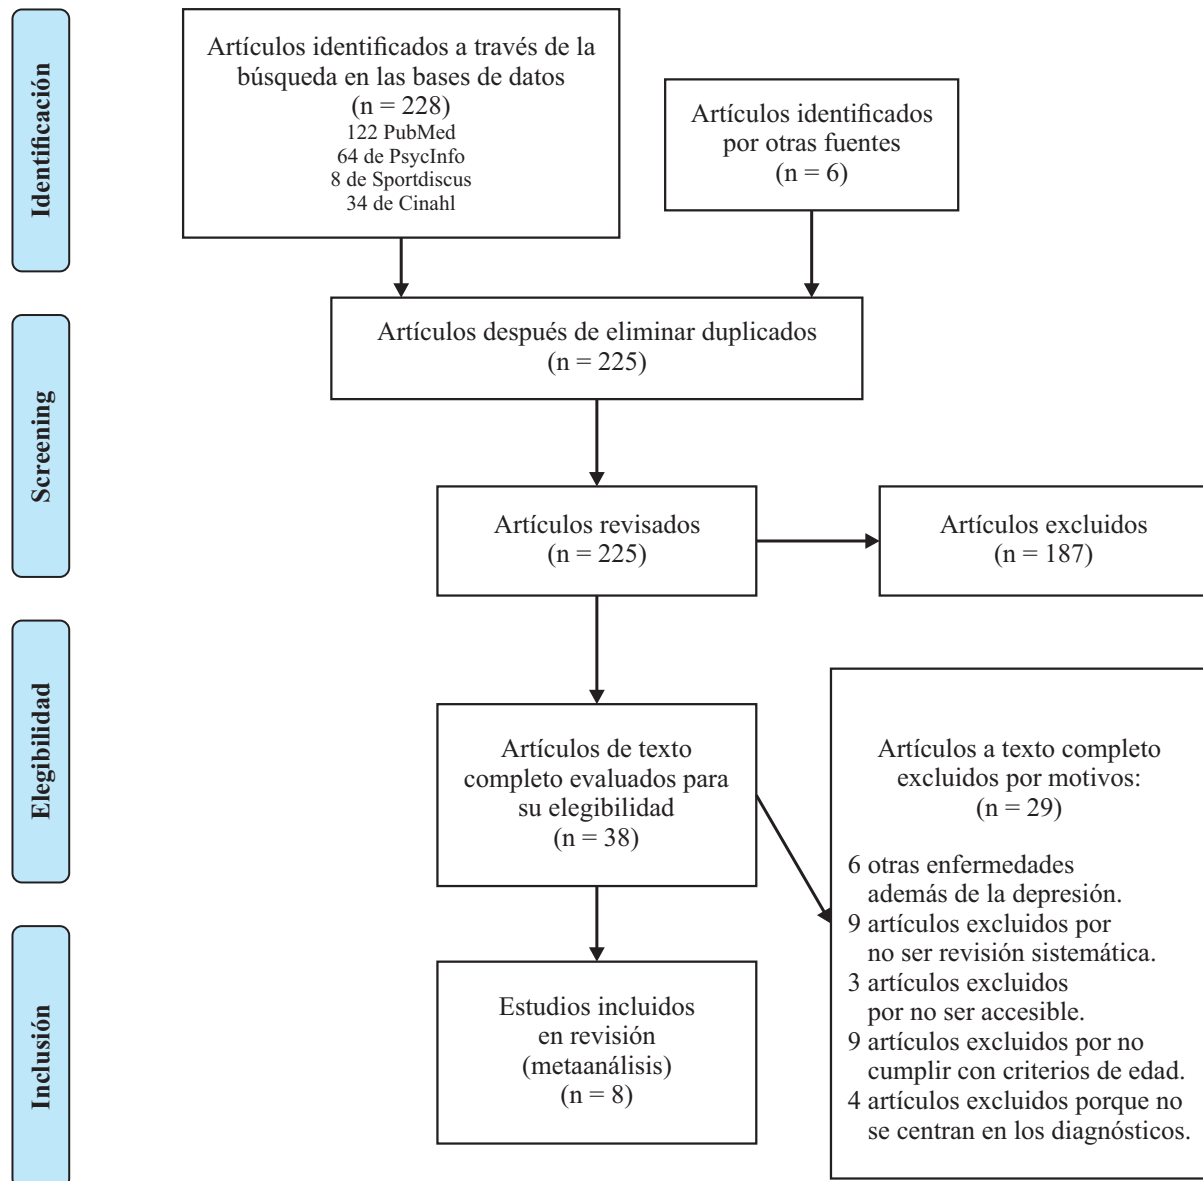 Identificación
Artículos identificados a través de la
búsqueda en las bases de datos
(n = 228)
122 PubMed
64 de PsycInfo
8 de Sportdiscus
34 de Cinahl
Artículos identificados
por otras fuentes
(n = 6)
Screening
Artículos después de eliminar duplicados
(n = 225)
Artículos revisados
(n = 225)
Artículos excluidos
(n = 187)
Elegibilidad
Artículos de texto
completo evaluados para
su elegibilidad
(n = 38)
Artículos a texto completo
excluidos por motivos:
(n = 29)
6 otras enfermedades
además de la depresión.
9 artículos excluidos por
no ser revisión sistemática.
3 artículos excluidos
por no ser accesible.
9 artículos excluidos por no
cumplir con criterios de edad.
4 artículos excluidos porque no
se centran en los diagnósticos.
Inclusión
Estudios incluidos
en revisión
(metaanálisis)
(n = 8)